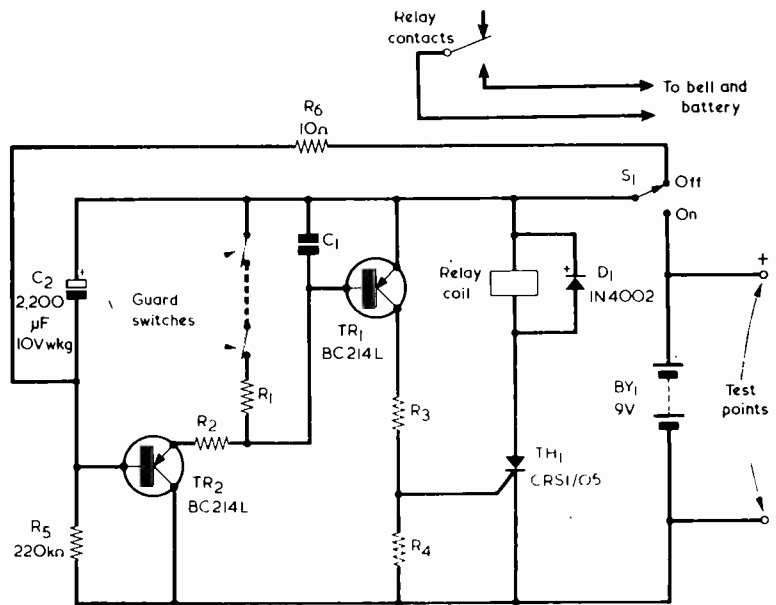 Relay
contacts
To bell and
battery
R6
10Ω
S1
Off
On
C2
2,200
µF
10Vwkg
+
Guard
switches
C1
TR1
BC214L
Relay
coil
+
D1
1N4002
+
R1
R2
R3
BY1
9V
Test
points
TR2
BC214L
TH1
CRS1/05
R5
220kΩ
R4